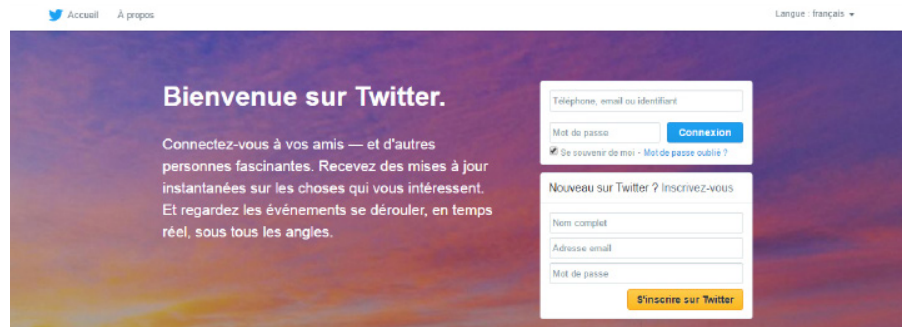 Accueil À propos Langue : français
Bienvenue sur Twitter.
Connectez-vous à vos amis — et d'autres
personnes fascinantes. Recevez des mises à jour
instantanées sur les choses qui vous intéressent.
Et regardez les événements se dérouler, en temps
réel, sous tous les angles.
Téléphone, email ou identifiant
Mot de passe Connexion
Se souvenir de moi - Mot de passe oublié ?
Nouveau sur Twitter ? Inscrivez-vous
Nom complet
Adresse email
Mot de passe
S'inscrire sur Twitter